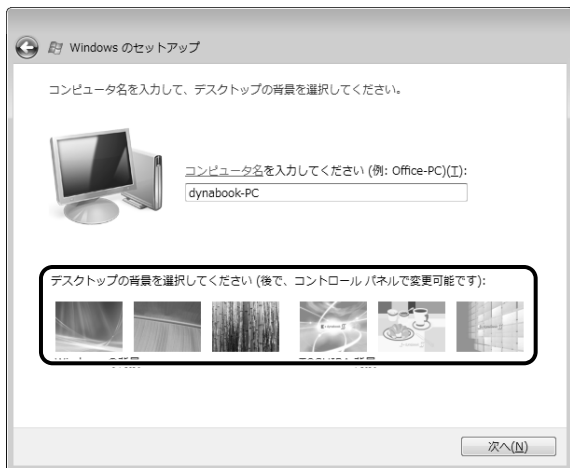 Windows のセットアップ
コンピュータ名を入力して、デスクトップの背景を選択してください。
コンピュータ名を入力してください (例: Office-PC)(T):
dynabook-PC
デスクトップの背景を選択してください (後で、コントロール パネルで変更可能です):
次へ(N)